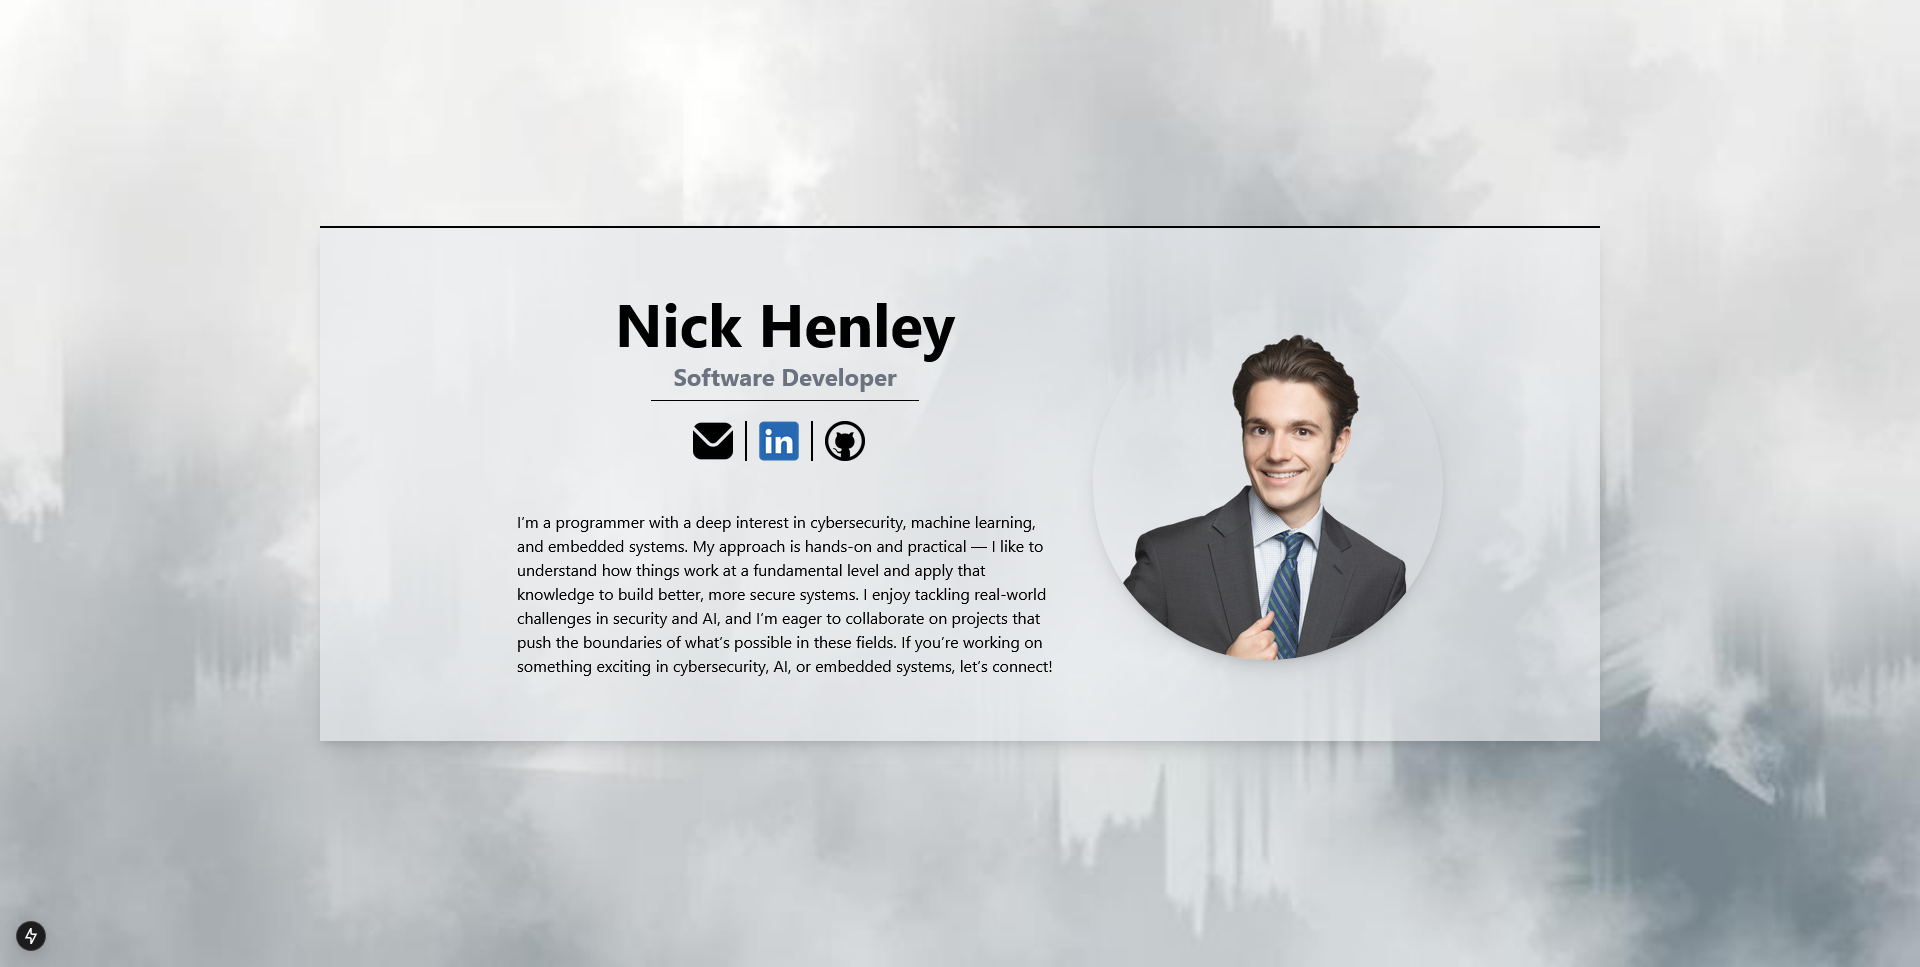 Nick Henley
Software Developer
in
I’m a programmer with a deep interest in cybersecurity, machine learning,
and embedded systems. My approach is hands-on and practical — I like to
understand how things work at a fundamental level and apply that
knowledge to build better, more secure systems. I enjoy tackling real-world
challenges in security and AI, and I’m eager to collaborate on projects that
push the boundaries of what’s possible in these fields. If you’re working on
something exciting in cybersecurity, AI, or embedded systems, let’s connect!